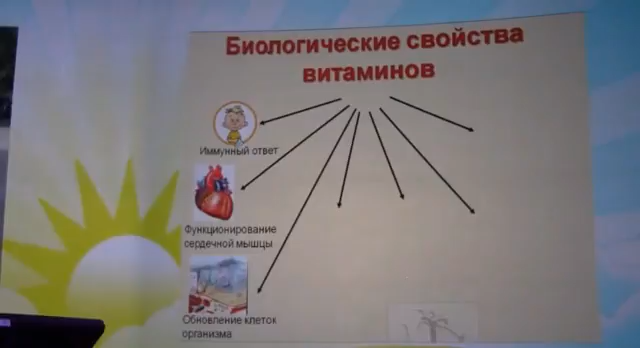 Биологические свойства
витаминов
Иммунный ответ
Функционирование
сердечной мышцы
Обновление клеток
организма